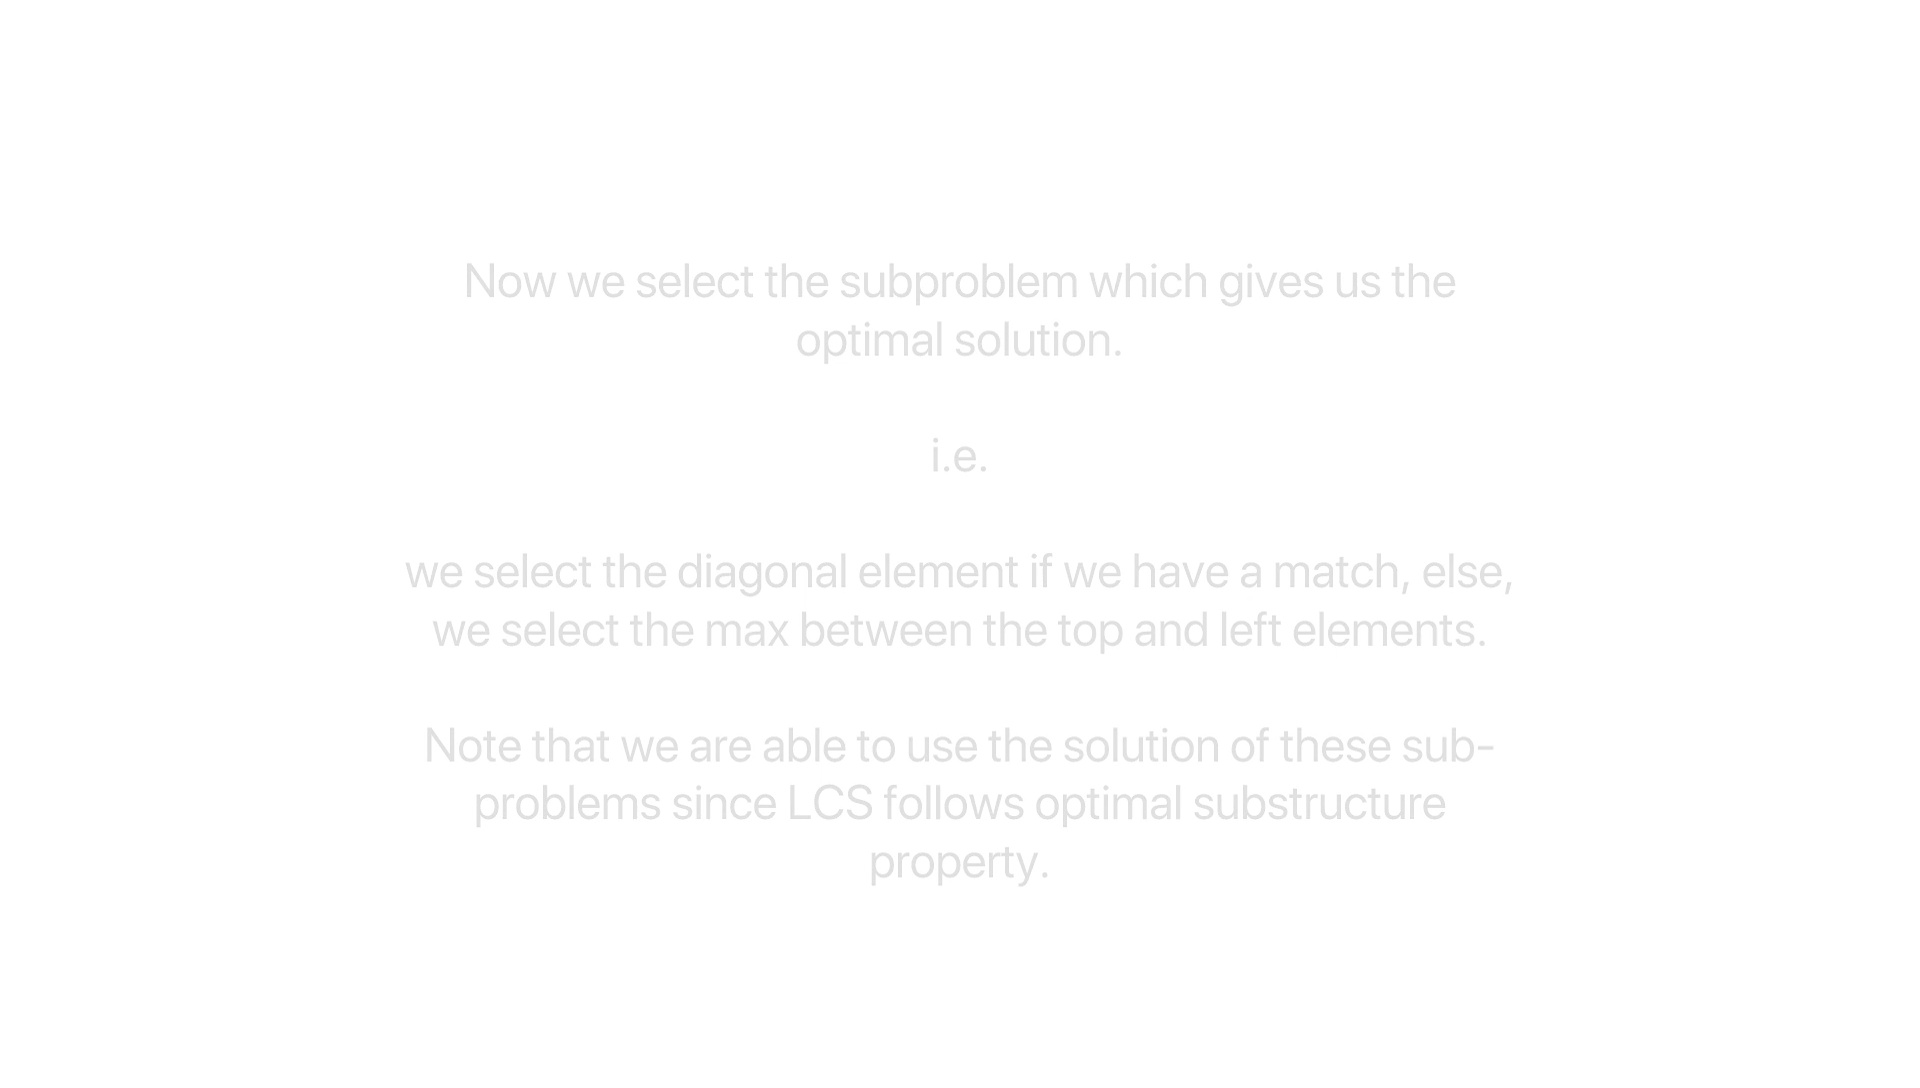 Now we select the subproblem which gives us the
optimal solution.
i.e.
we select the diagonal element if we have a match, else,
we select the max between the top and left elements.
Note that we are able to use the solution of these sub-
problems since LCS follows optimal substructure
property.